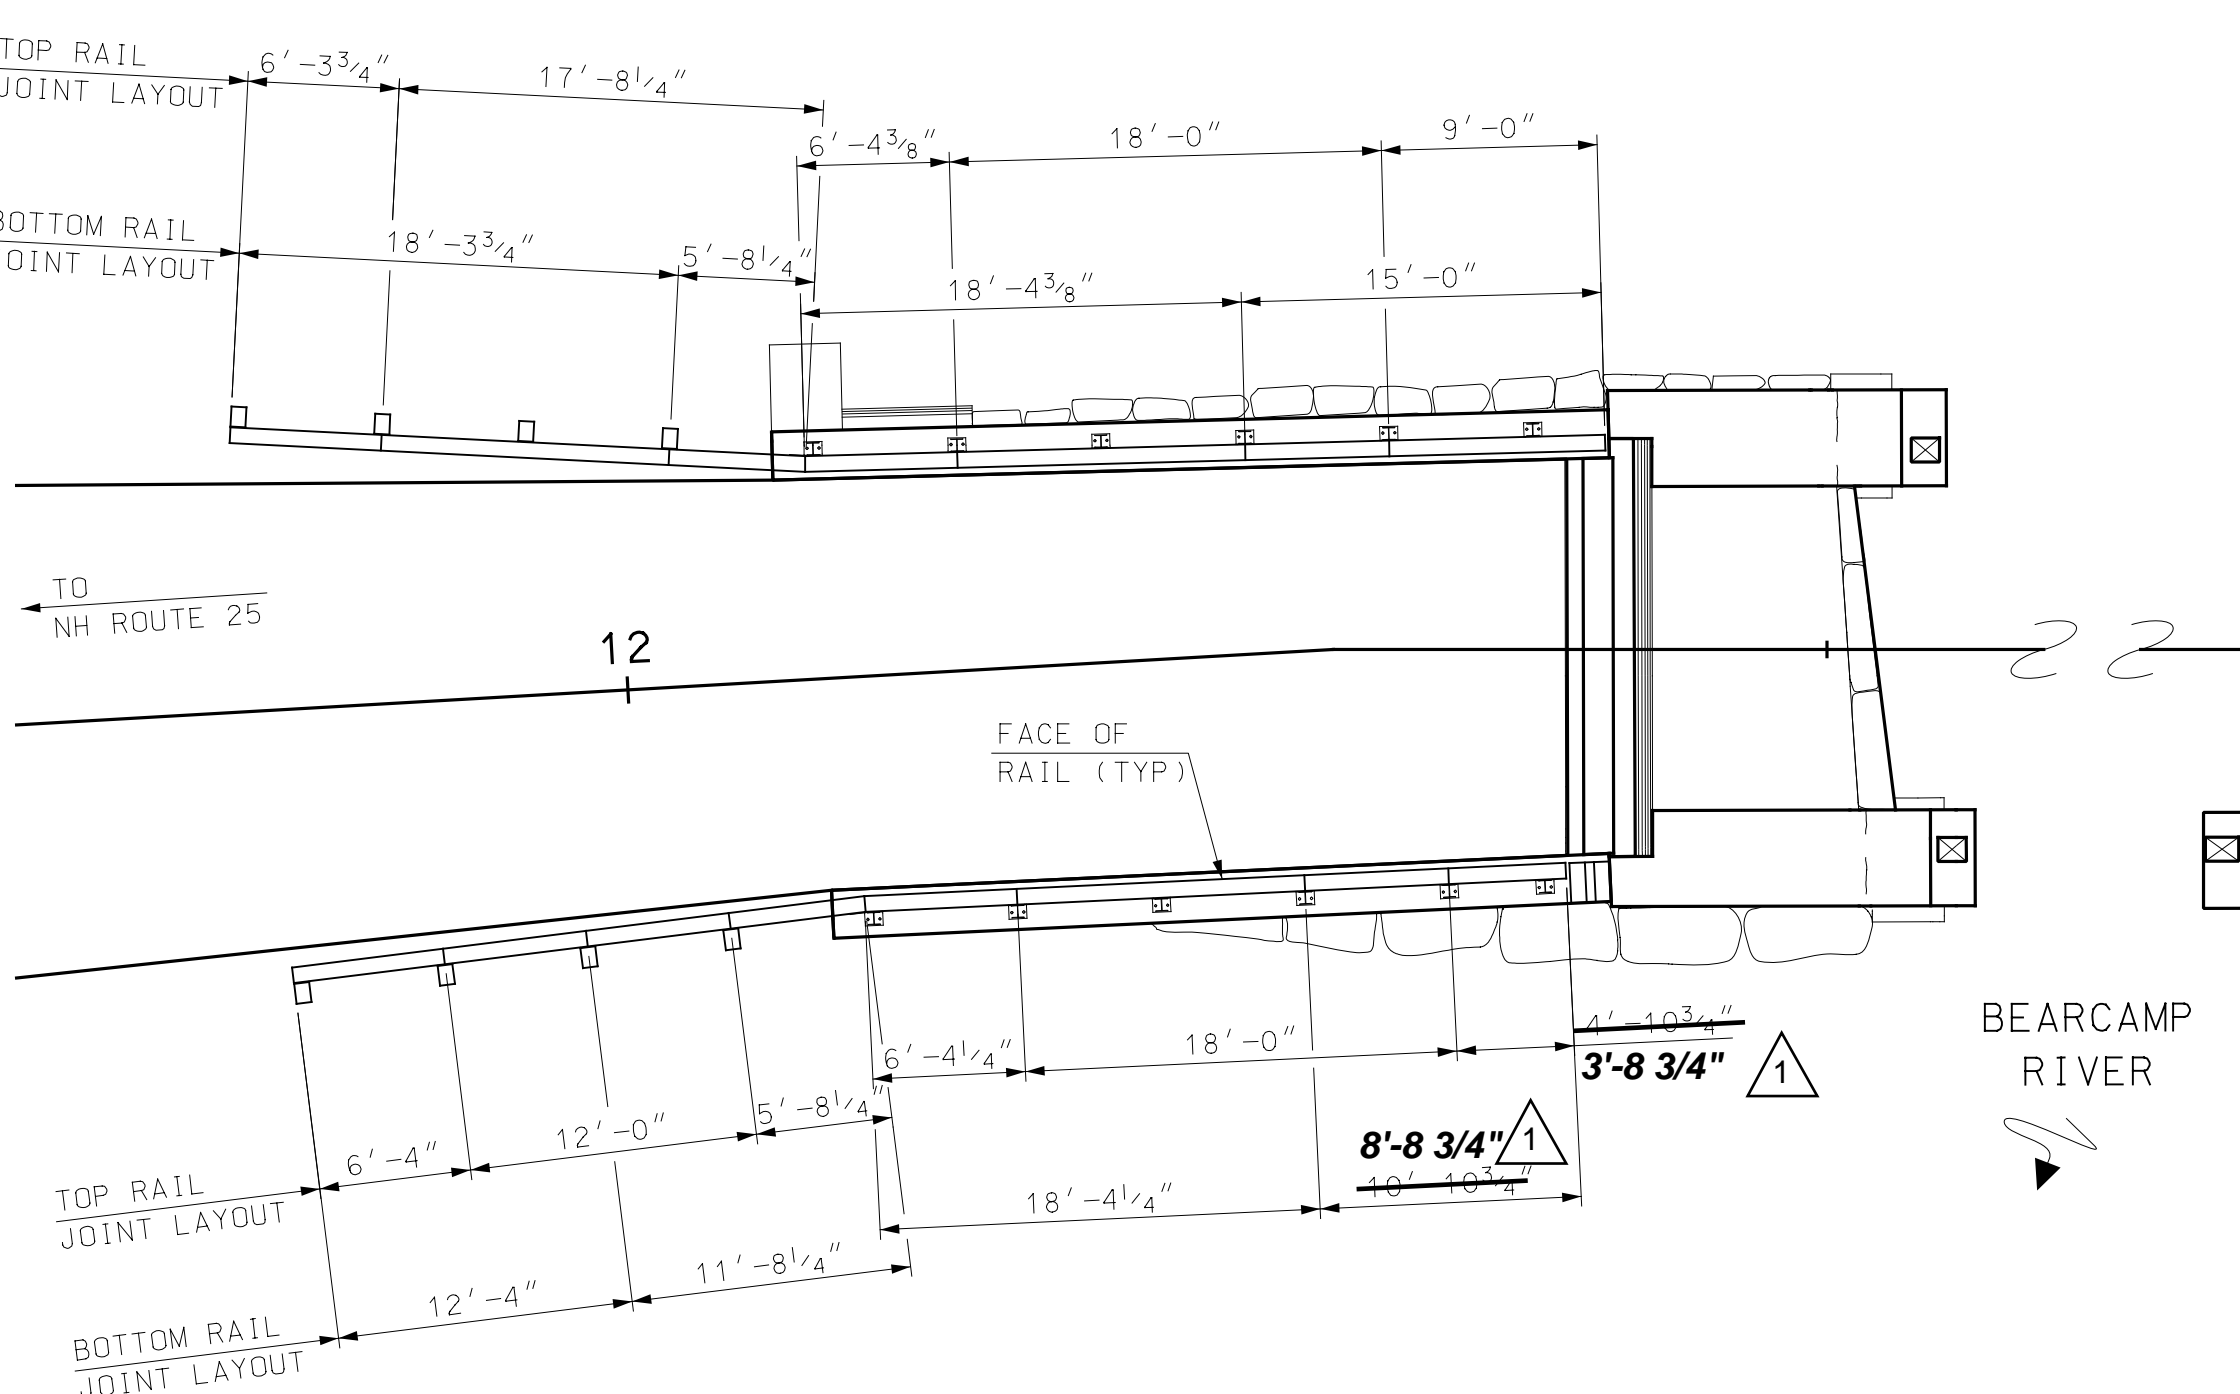 TOP RAIL
JOINT LAYOUT
6'-3 3/4"
17'-8 1/4"
6'-4 3/8"
18'-0"
9'-0"
BOTTOM RAIL
JOINT LAYOUT
18'-3 3/4"
5'-8 1/4"
18'-4 3/8"
15'-0"
TO
NH ROUTE 25
12
FACE OF
RAIL (TYP)
BEARCAMP
RIVER
4'-10 3/4"
3'-8 3/4"
1
6'-4 1/4"
18'-0"
TOP RAIL
JOINT LAYOUT
6'-4"
12'-0"
5'-8 1/4"
8'-8 3/4"
1
10'-10 3/4"
18'-4 1/4"
BOTTOM RAIL
JOINT LAYOUT
12'-4"
11'-8 1/4"